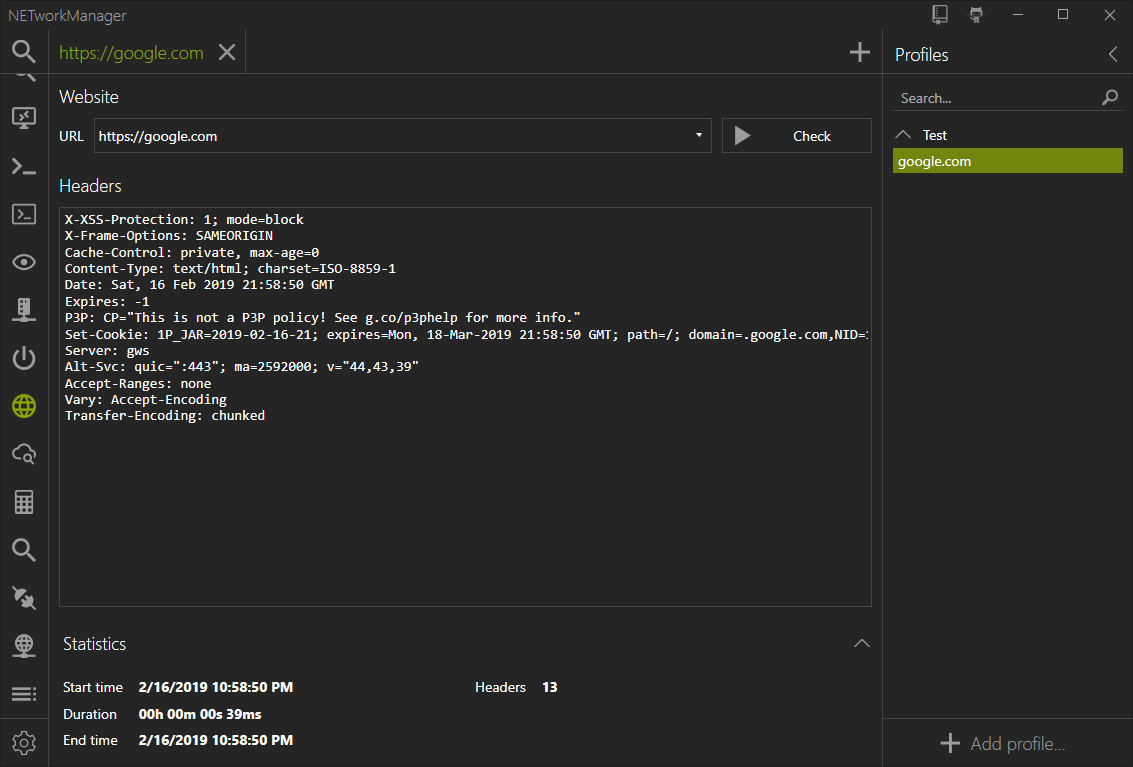 NETworkManager
https://google.com
Profiles
Website
Search...
URL https://google.com Check
Test
google.com
Headers
X-XSS-Protection: 1; mode=block
X-Frame-Options: SAMEORIGIN
Cache-Control: private, max-age=0
Content-Type: text/html; charset=ISO-8859-1
Date: Sat, 16 Feb 2019 21:58:50 GMT
Expires: -1
P3P: CP="This is not a P3P policy! See g.co/p3phelp for more info."
Set-Cookie: 1P_JAR=2019-02-16-21; expires=Mon, 18-Mar-2019 21:58:50 GMT; path=/; domain=.google.com,NID=
Server: gws
Alt-Svc: quic=":443"; ma=2592000; v="44,43,39"
Accept-Ranges: none
Vary: Accept-Encoding
Transfer-Encoding: chunked
Statistics
Start time 2/16/2019 10:58:50 PM Headers 13
Duration 00h 00m 00s 39ms
End time 2/16/2019 10:58:50 PM
Add profile...